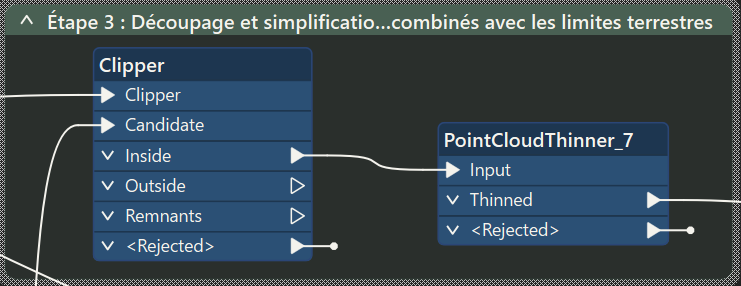 Étape 3 : Découpage et simplificatio...combinés avec les limites terrestres
Clipper
Clipper
Candidate
Inside
Outside
Remnants
<Rejected>
PointCloudThinner_7
Input
Thinned
<Rejected>